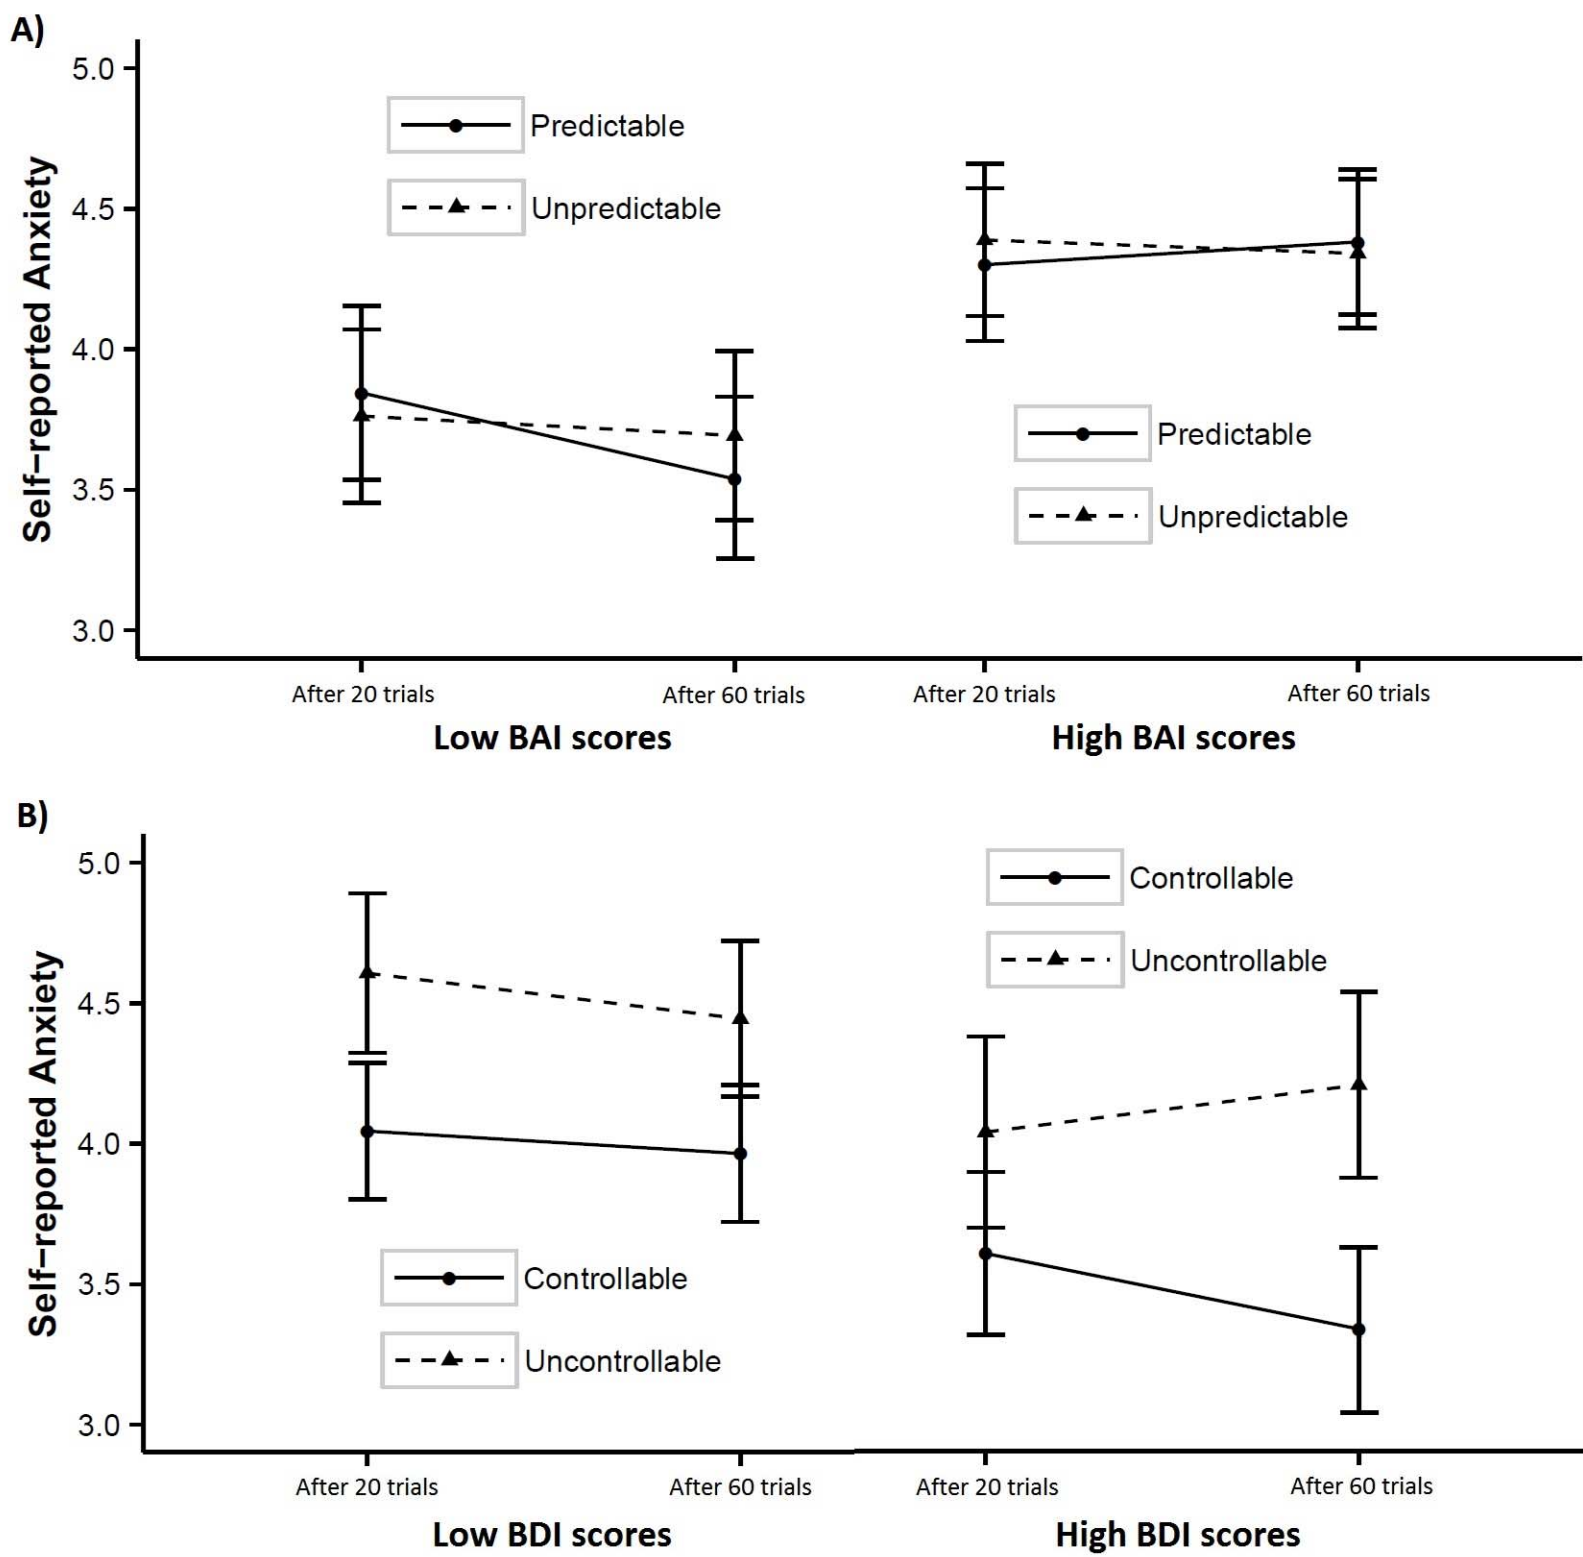 A)
Self−reported Anxiety
5.0
4.5
4.0
3.5
3.0
Predictable
Unpredictable
Predictable
Unpredictable
After 20 trials
After 60 trials
After 20 trials
After 60 trials
Low BAI scores
High BAI scores
B)
Self−reported Anxiety
5.0
4.5
4.0
3.5
3.0
Controllable
Uncontrollable
Controllable
Uncontrollable
After 20 trials
After 60 trials
After 20 trials
After 60 trials
Low BDI scores
High BDI scores